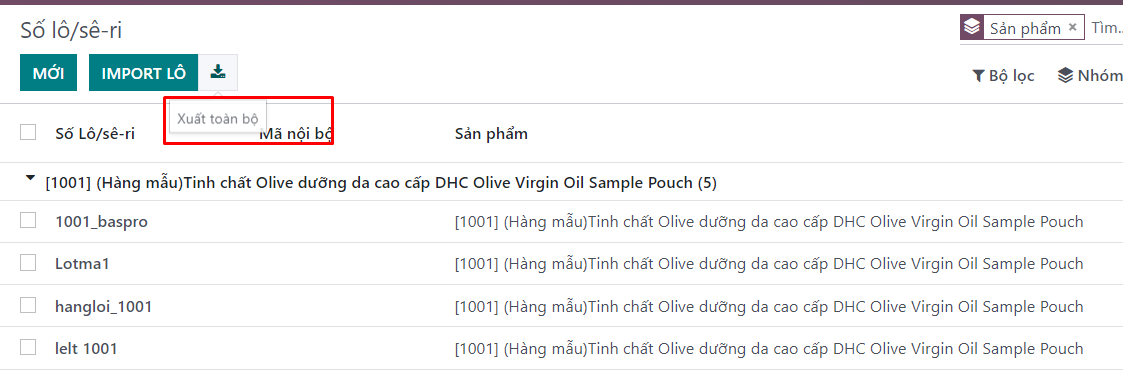 Số lô/sê-ri
Sản phẩm ×
Tìm..
MỚI IMPORT LÔ
Bộ lọc Nhóm
Xuất toàn bộ
Số Lô/sê-ri Mã nội bộ Sản phẩm
[1001] (Hàng mẫu)Tinh chất Olive dưỡng da cao cấp DHC Olive Virgin Oil Sample Pouch (5)
1001_baspro [1001] (Hàng mẫu)Tinh chất Olive dưỡng da cao cấp DHC Olive Virgin Oil Sample Pouch
Lotma1 [1001] (Hàng mẫu)Tinh chất Olive dưỡng da cao cấp DHC Olive Virgin Oil Sample Pouch
hangloi_1001 [1001] (Hàng mẫu)Tinh chất Olive dưỡng da cao cấp DHC Olive Virgin Oil Sample Pouch
lelt 1001 [1001] (Hàng mẫu)Tinh chất Olive dưỡng da cao cấp DHC Olive Virgin Oil Sample Pouch